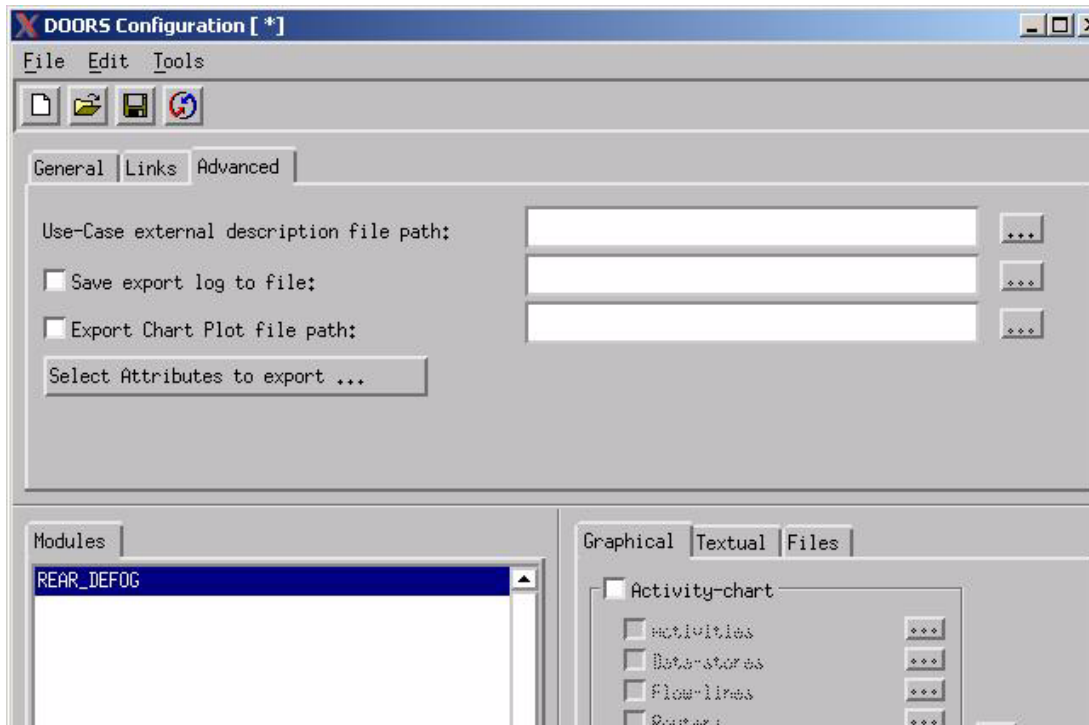 DOORS Configuration [ *]
File Edit Tools
General Links Advanced
Use-Case external description file path:
...
Save export log to file:
...
Export Chart Plot file path:
...
Select Attributes to export ...
Modules
REAR_DEFOG
Graphical Textual Files
Activity-chart
Activities
...
Data-stores
...
Flow-lines
...
Routers
...